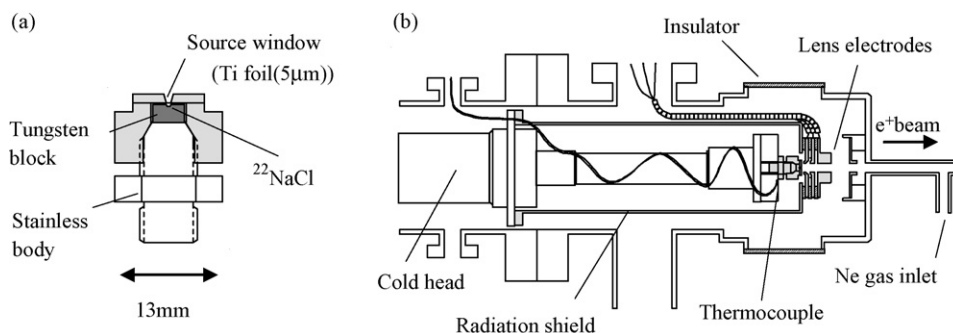 (a)
Source window
(Ti foil(5μm))
Tungsten
block
²²NaCl
Stainless
body
13mm
(b)
Insulator
Lens electrodes
e⁺beam
Cold head
Ne gas inlet
Thermocouple
Radiation shield